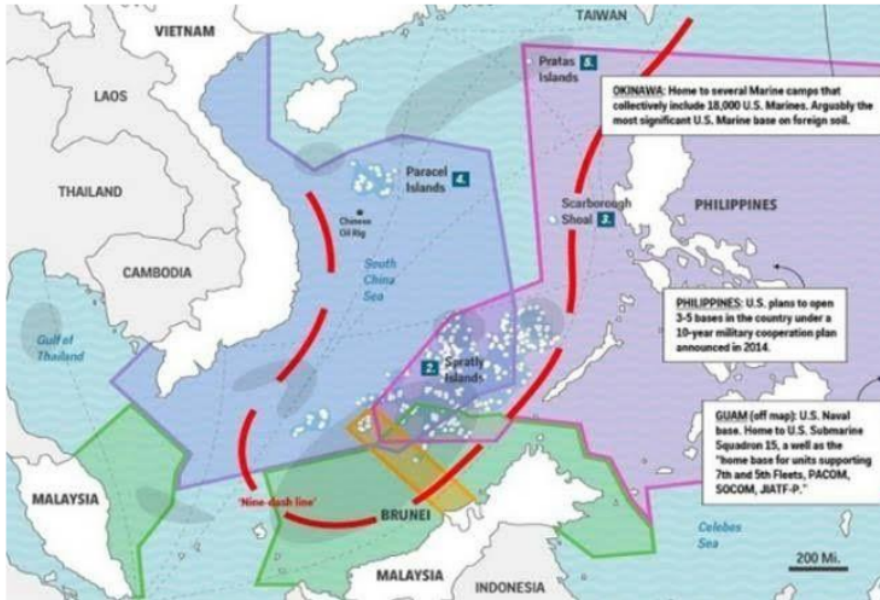 TAIWAN
VIETNAM
Pratas
Islands
5.
OKINAWA: Home to several Marine camps that
collectively include 18,000 U.S. Marines. Arguably the
most significant U.S. Marine base on foreign soil.
LAOS
Paracel
Islands
4.
THAILAND
Chinese
Oil Rig
Scarborough
Shoal
3.
PHILIPPINES
CAMBODIA
South
China
Sea
PHILIPPINES: U.S. plans to open
3-5 bases in the country under a
10-year military cooperation plan
announced in 2014.
Gulf of
Thailand
2.
Spratly
Islands
GUAM (off map): U.S. Naval
base. Home to U.S. Submarine
Squadron 15, a well as the
"home base for units supporting
7th and 5th Fleets, PACOM,
SOCOM, JIATF-P."
MALAYSIA
'Nine-dash line'
BRUNEI
Celebes
Sea
200 Mi.
MALAYSIA
INDONESIA